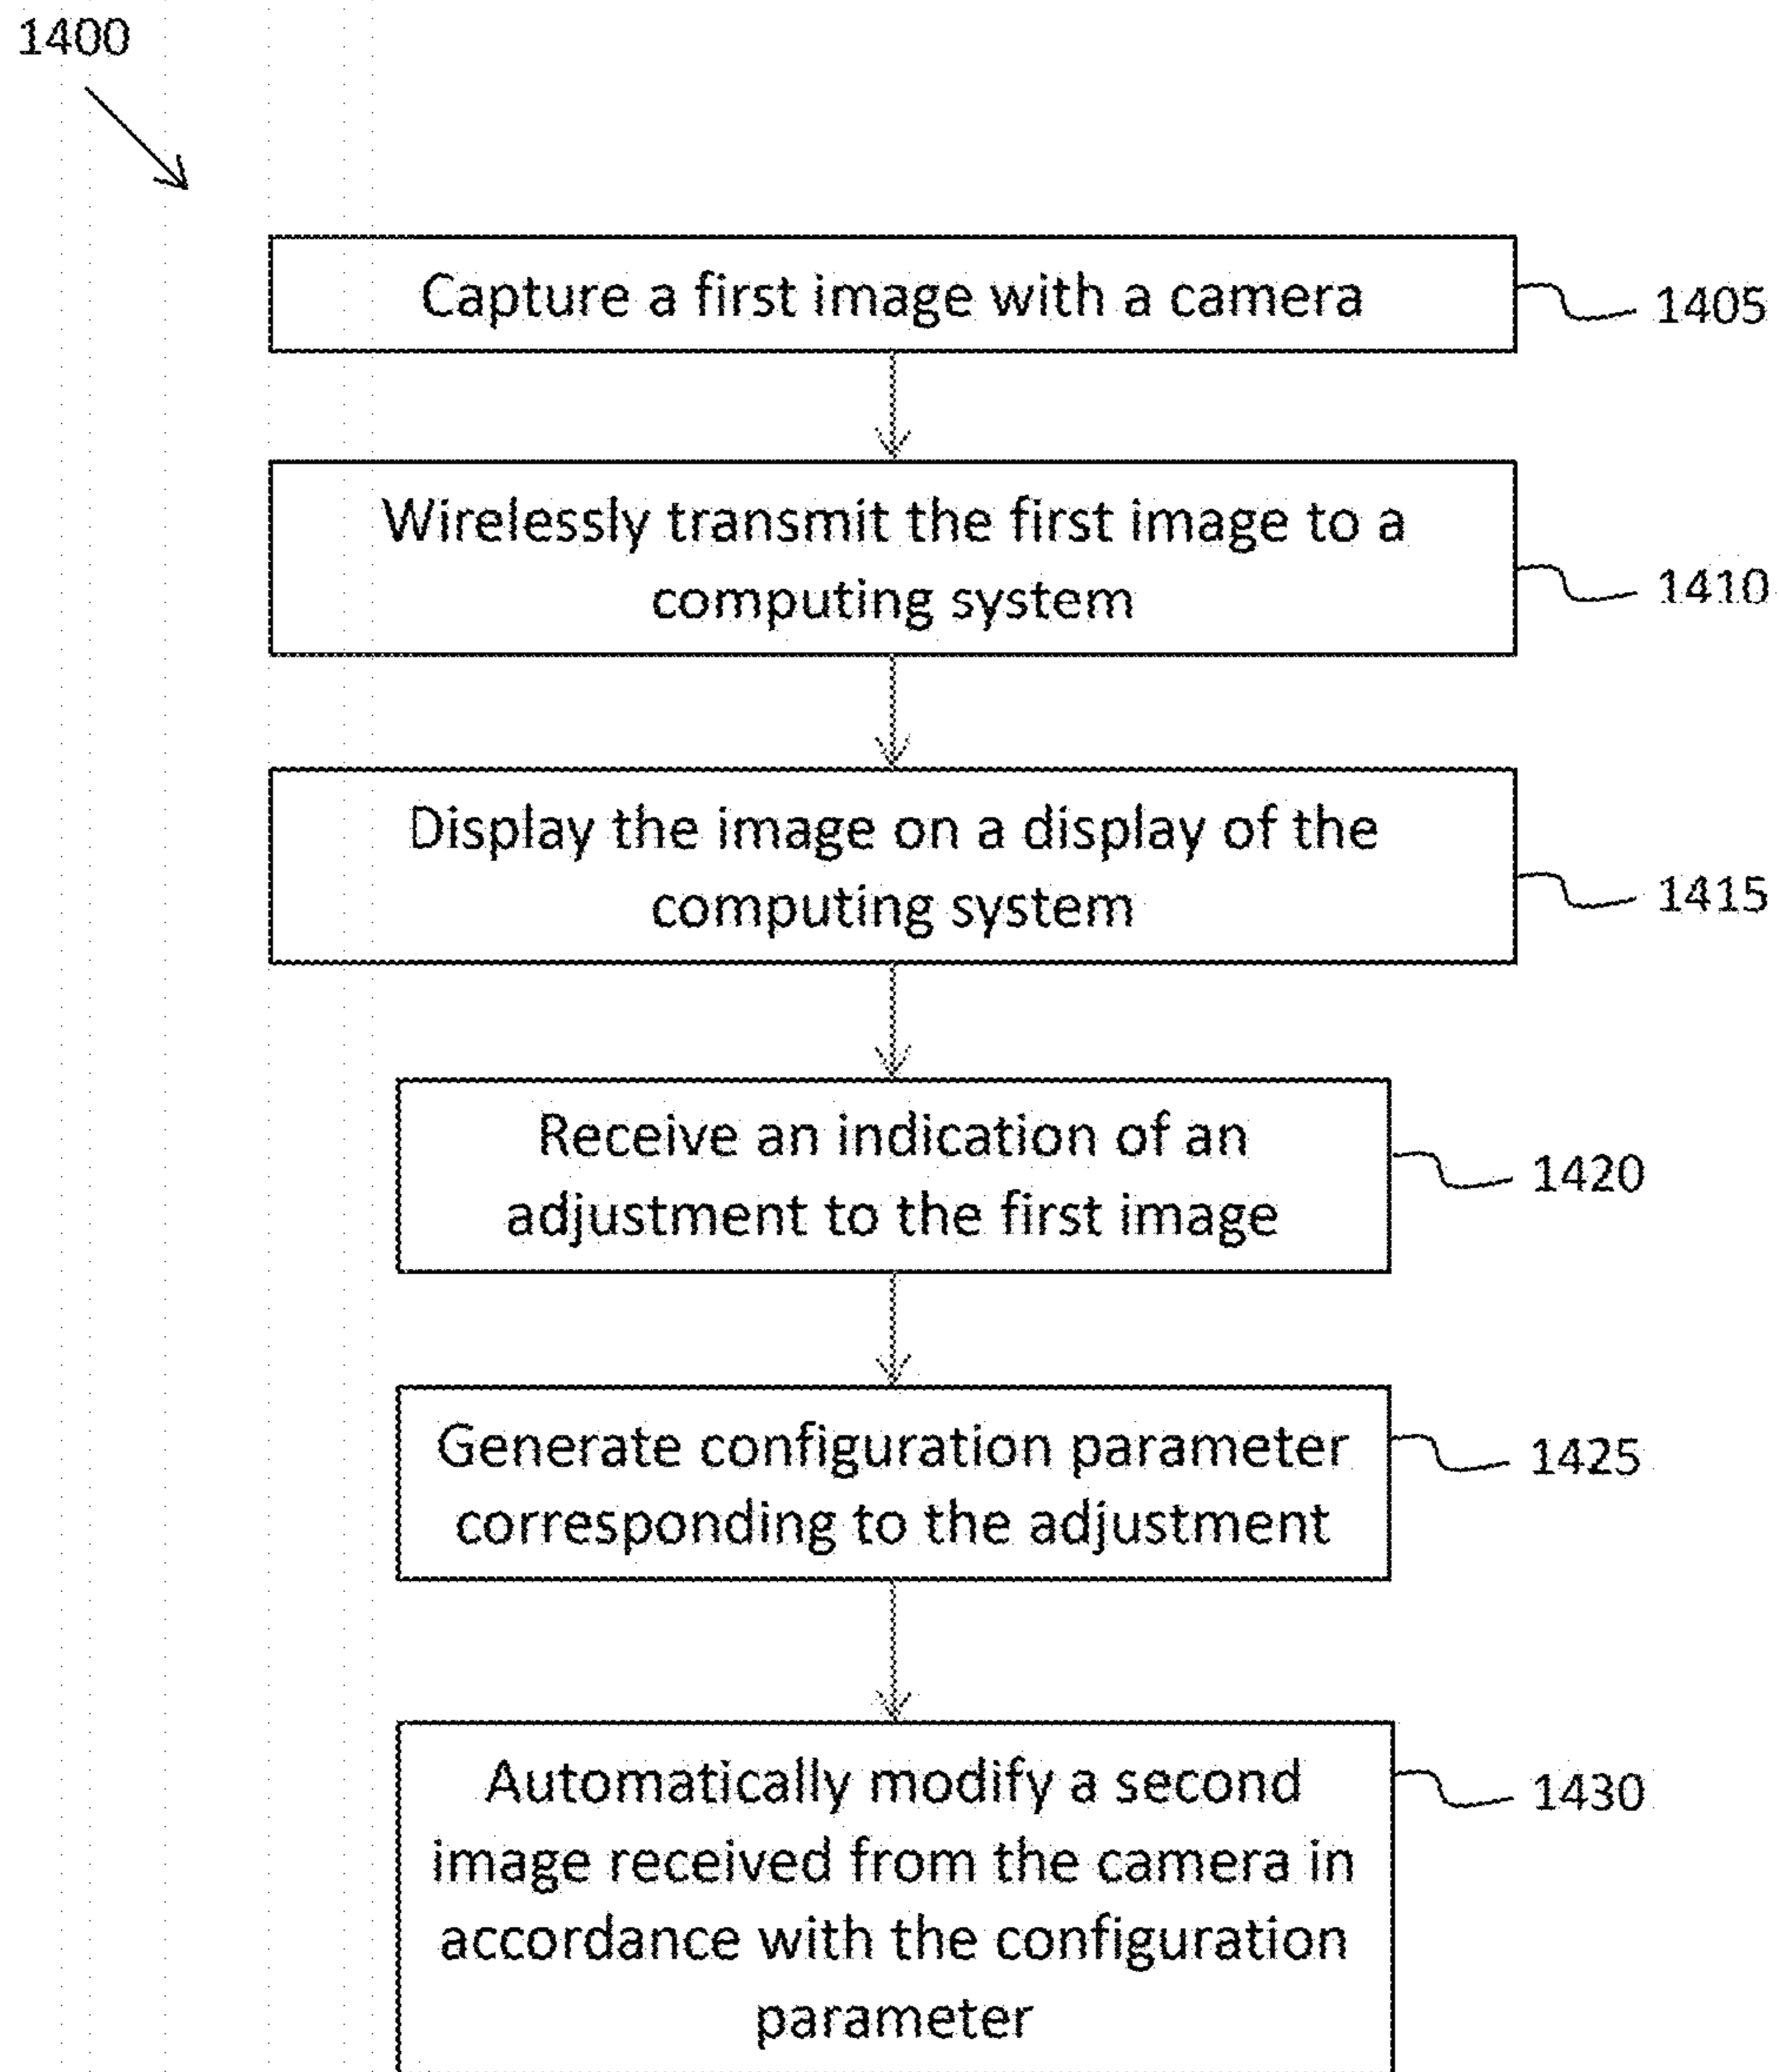 1400
Capture a first image with a camera
1405
Wirelessly transmit the first image to a
computing system
1410
Display the image on a display of the
computing system
1415
Receive an indication of an
adjustment to the first image
1420
Generate configuration parameter
corresponding to the adjustment
1425
Automatically modify a second
image received from the camera in
accordance with the configuration
parameter
1430